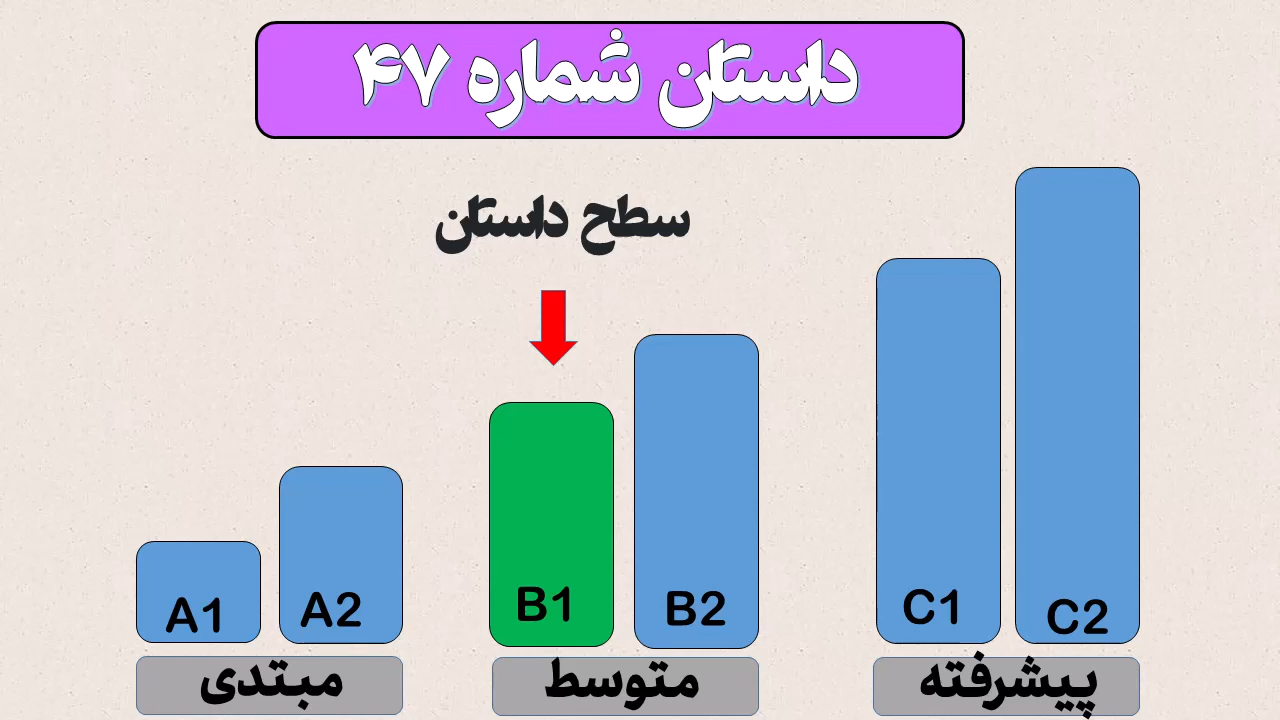 داستان شماره ۴۷
سطح داستان
A1
A2
B1
B2
C1
C2
مبتدی
متوسط
پیشرفته